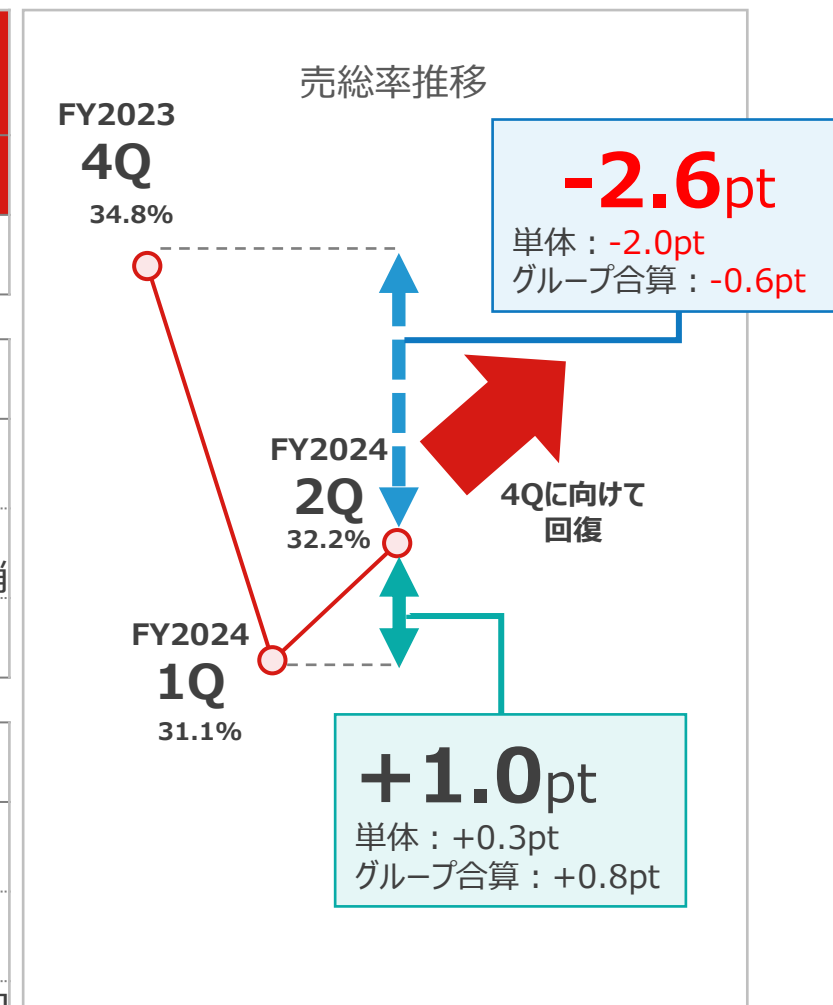 売総率推移
FY2023
4Q
34.8%
-2.6pt
単体：-2.0pt
グループ合算：-0.6pt
FY2024
2Q
32.2%
4Qに向けて
回復
FY2024
1Q
31.1%
+1.0pt
単体：+0.3pt
グループ合算：+0.8pt